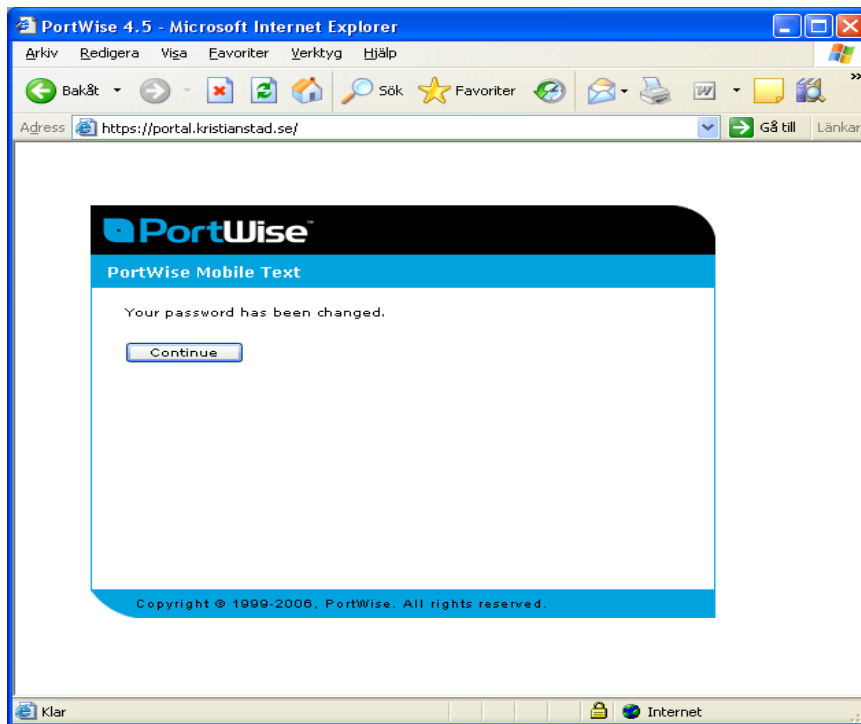 PortWise 4.5 - Microsoft Internet Explorer
Arkiv Redigera Visa Favoriter Verktyg Hjälp
Bakåt Sök Favoriter »
Adress https://portal.kristianstad.se/ Gå till Länkar
PortWise™
PortWise Mobile Text
Your password has been changed.
Continue
Copyright © 1999-2006, PortWise. All rights reserved.
Klar Internet